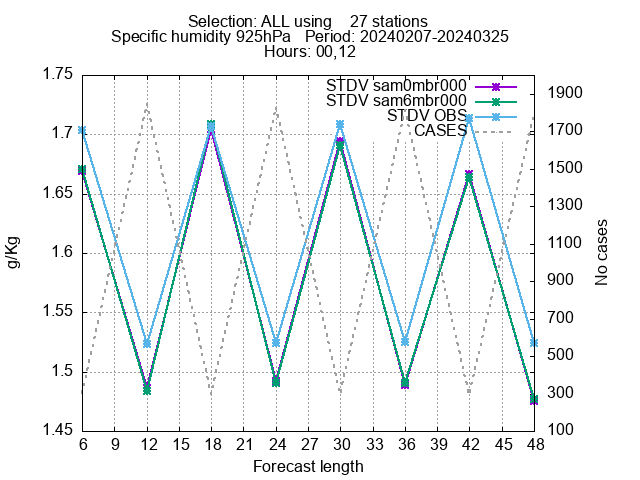 Selection: ALL using    27 stations
Specific humidity 925hPa   Period: 20240207-20240325
Hours: 00,12
STDV sam0mbr000
STDV sam6mbr000
STDV OBS
CASES
1.75
1.7
1.65
1.6
1.55
1.5
1.45
g/Kg
1900
1700
1500
1300
1100
900
700
500
300
100
No cases
6 9 12 15 18 21 24 27 30 33 36 39 42 45 48
Forecast length